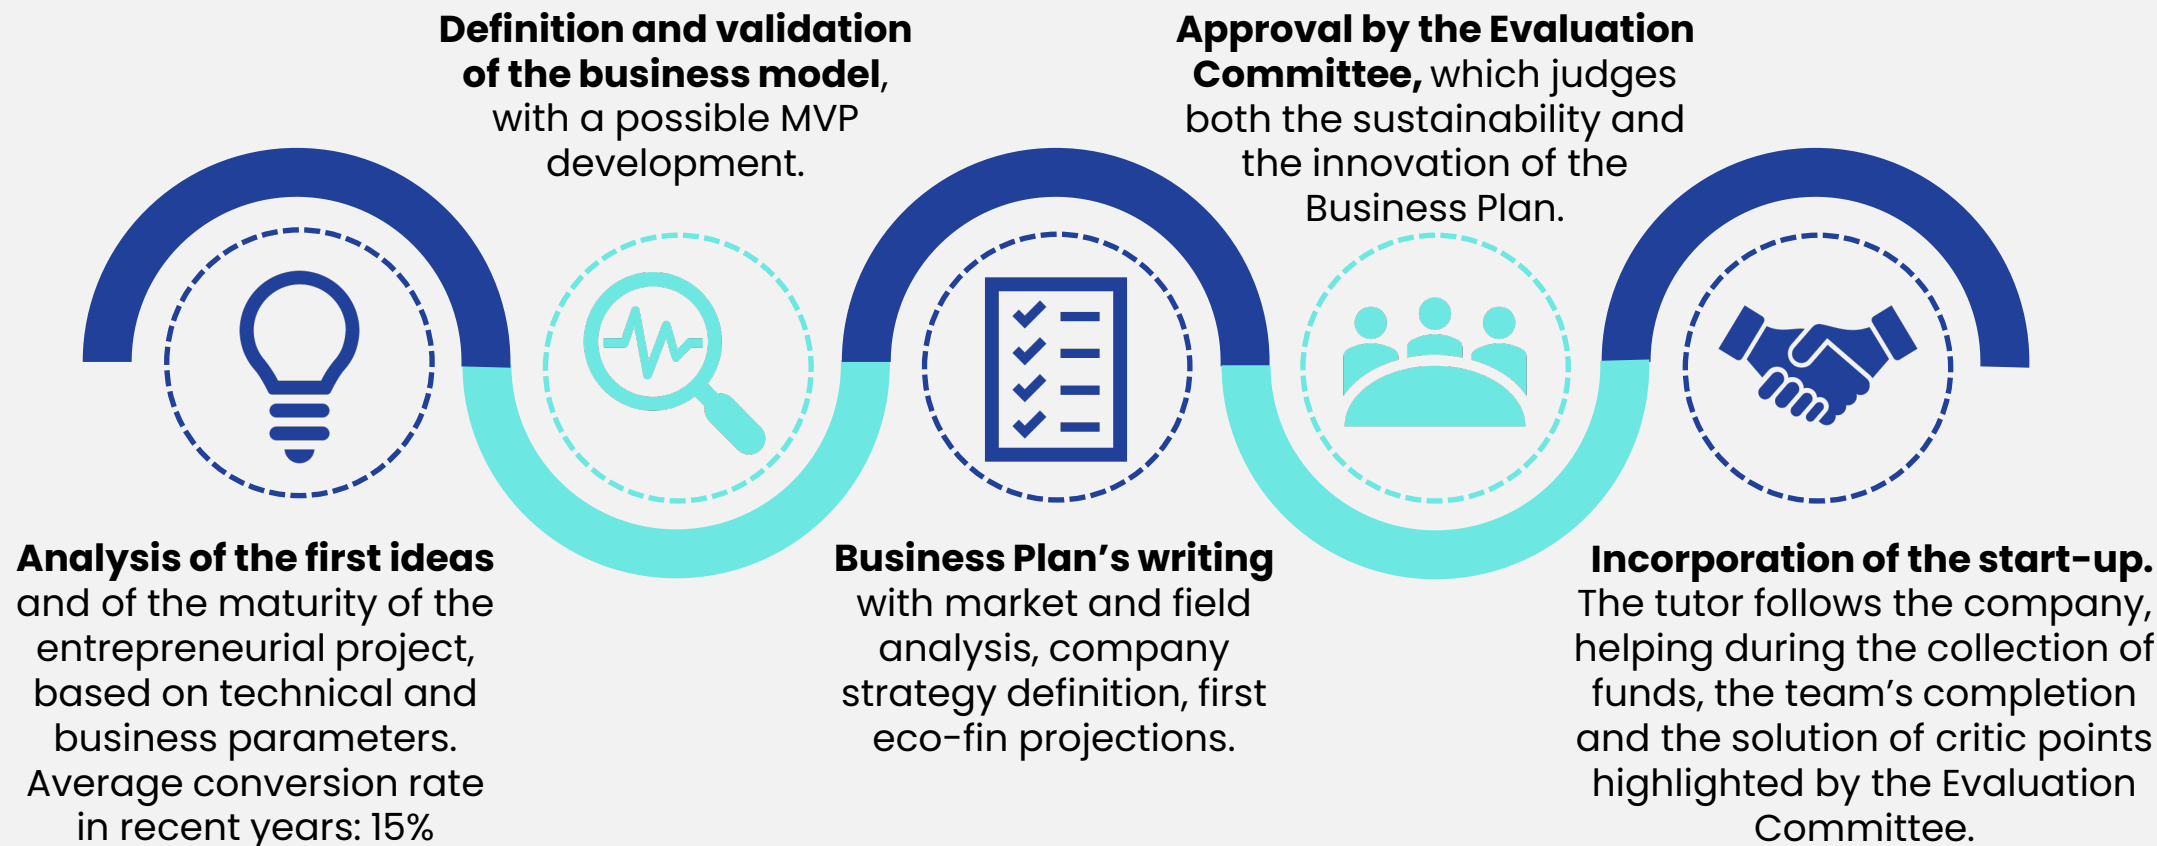 Analysis of the first ideas
and of the maturity of the
entrepreneurial project,
based on technical and
business parameters.
Average conversion rate
in recent years: 15%
Definition and validation
of the business model,
with a possible MVP
development.
Business Plan’s writing
with market and field
analysis, company
strategy definition, first
eco-fin projections.
Approval by the Evaluation
Committee, which judges
both the sustainability and
the innovation of the
Business Plan.
Incorporation of the start-up.
The tutor follows the company,
helping during the collection of
funds, the team’s completion
and the solution of critic points
highlighted by the Evaluation
Committee.